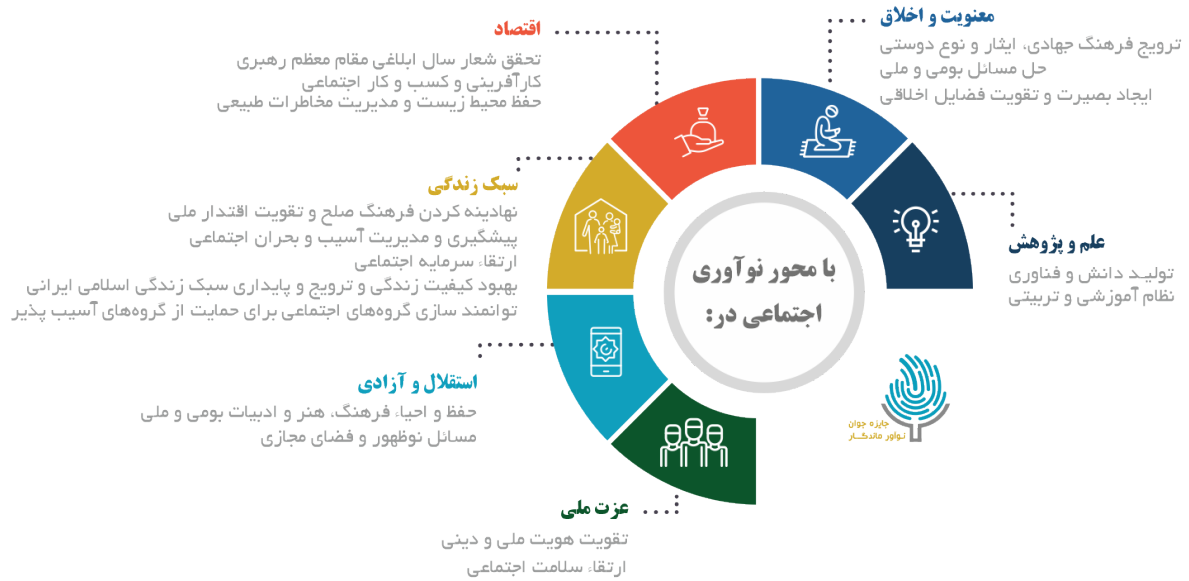 با محور نوآوری
اجتماعی در:
علم و پژوهش
تولید دانش و فناوری
نظام آموزشی و تربیتی
معنویت و اخلاق
ترویج فرهنگ جهادی، ایثار و نوع دوستی
حل مسائل بومی و ملی
ایجاد بصیرت و تقویت فضایل اخلاقی
اقتصاد
تحقق شعار سال ابلاغی مقام معظم رهبری
کارآفرینی و کسب و کار اجتماعی
حفظ محیط زیست و مدیریت مخاطرات طبیعی
سبک زندگی
نهادینه کردن فرهنگ صلح و تقویت اقتدار ملی
پیشگیری و مدیریت آسیب و بحران اجتماعی
ارتقاء سرمایه اجتماعی
بهبود کیفیت زندگی و ترویج و پایداری سبک زندگی اسلامی ایرانی
توانمند سازی گروه‌های اجتماعی برای حمایت از گروه‌های آسیب پذیر
استقلال و آزادی
حفظ و احیاء فرهنگ، هنر و ادبیات بومی و ملی
مسائل نوظهور و فضای مجازی
عزت ملی
تقویت هویت ملی و دینی
ارتقاء سلامت اجتماعی
جایزه جوان
نوآور ماندگار